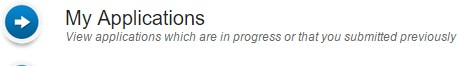 My Applications
View applications which are in progress or that you submitted previously